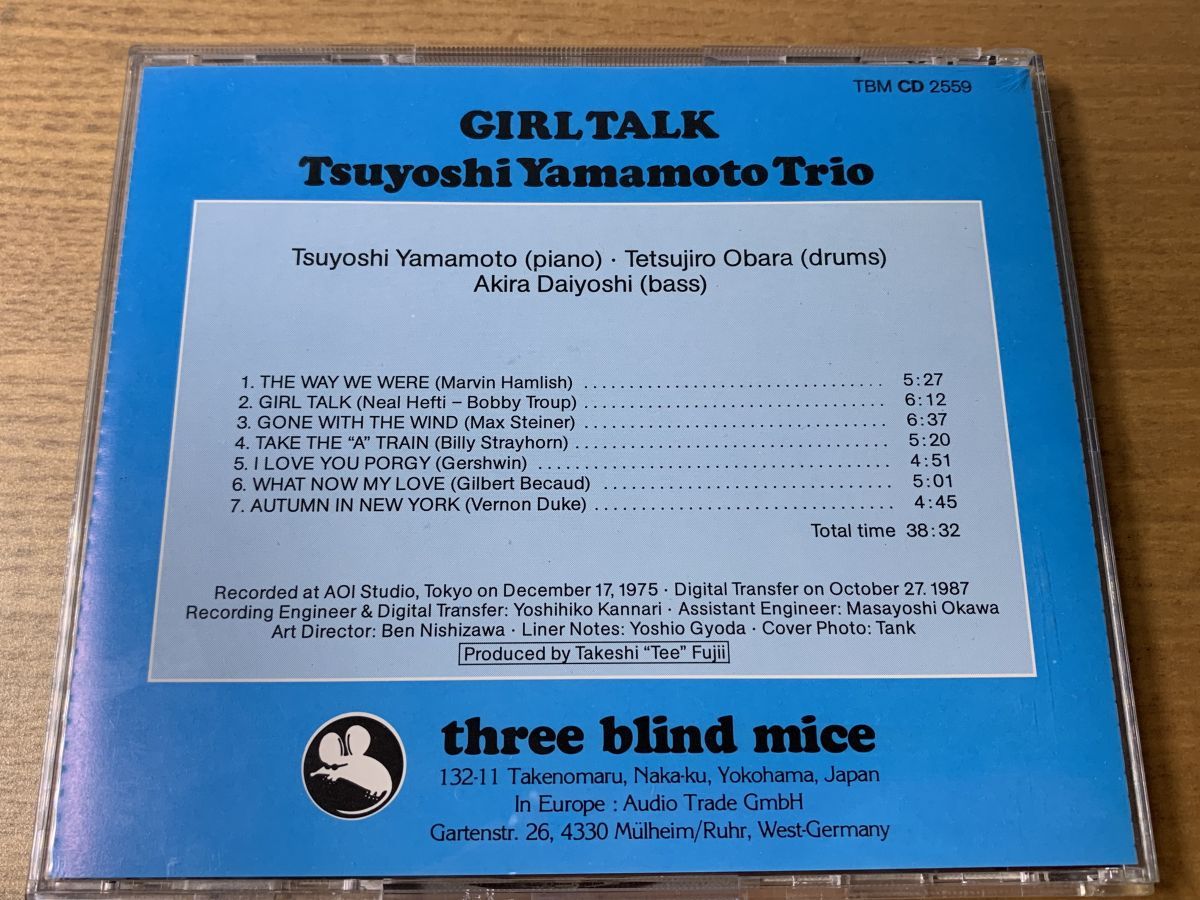 TBM CD 2559
GIRL TALK
Tsuyoshi Yamamoto Trio
Tsuyoshi Yamamoto (piano) · Tetsujiro Obara (drums)
Akira Daiyoshi (bass)
1. THE WAY WE WERE (Marvin Hamlish) ................................ 5:27
2. GIRL TALK (Neal Hefti – Bobby Troup) ................................ 6:12
3. GONE WITH THE WIND (Max Steiner) ................................ 6:37
4. TAKE THE “A” TRAIN (Billy Strayhorn) ................................ 5:20
5. I LOVE YOU PORGY (Gershwin) ..................................... 4:51
6. WHAT NOW MY LOVE (Gilbert Becaud) .............................. 5:01
7. AUTUMN IN NEW YORK (Vernon Duke) ............................... 4:45
Total time 38:32
Recorded at AOI Studio, Tokyo on December 17, 1975 · Digital Transfer on October 27. 1987
Recording Engineer & Digital Transfer: Yoshihiko Kannari · Assistant Engineer: Masayoshi Okawa
Art Director: Ben Nishizawa · Liner Notes: Yoshio Gyoda · Cover Photo: Tank
Produced by Takeshi “Tee” Fujii
three blind mice
132-11 Takenomaru, Naka-ku, Yokohama, Japan
In Europe : Audio Trade GmbH
Gartenstr. 26, 4330 Mülheim/Ruhr, West-Germany